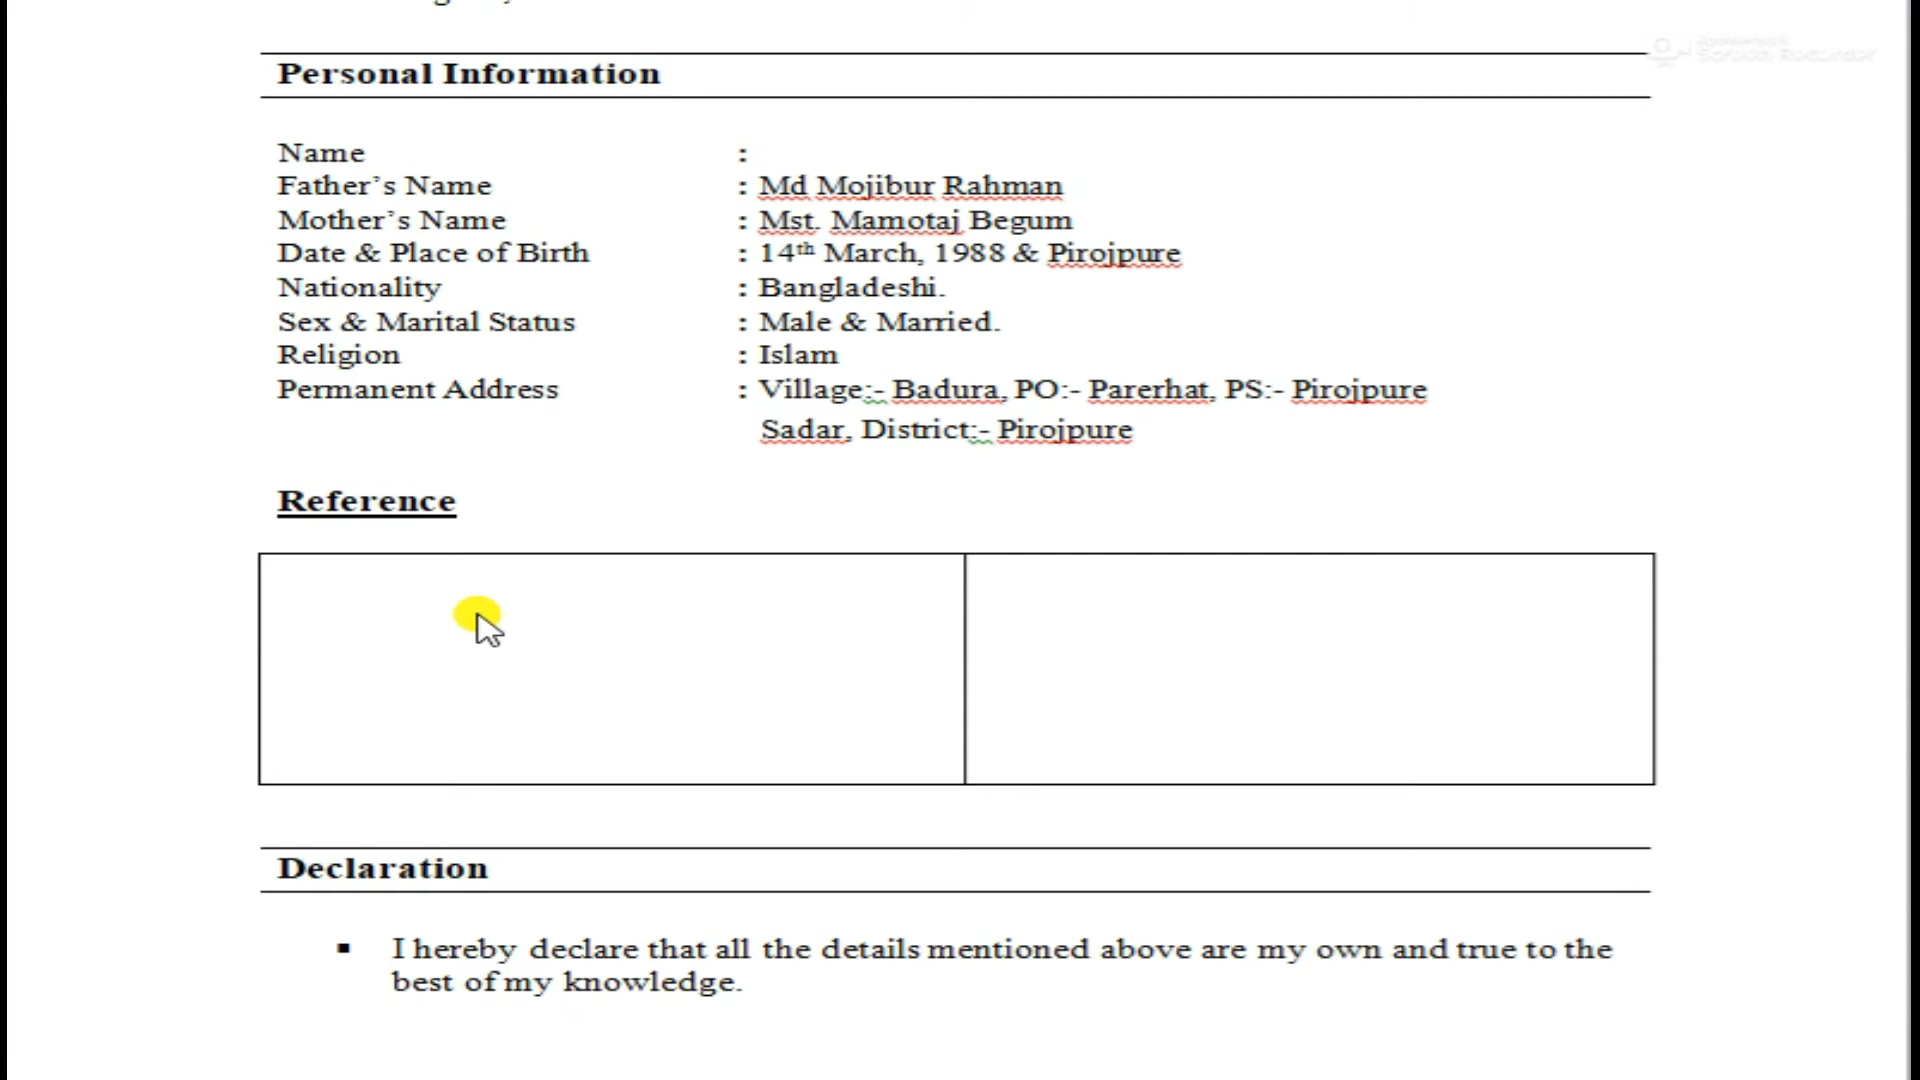 Personal Information
Name :
Father’s Name : Md Mojibur Rahman
Mother’s Name : Mst. Mamotaj Begum
Date & Place of Birth : 14th March, 1988 & Pirojpure
Nationality : Bangladeshi.
Sex & Marital Status : Male & Married.
Religion : Islam
Permanent Address : Village:- Badura, PO:- Parerhat, PS:- Pirojpure
Sadar, District:- Pirojpure
Reference
Declaration
▪ I hereby declare that all the details mentioned above are my own and true to the
best of my knowledge.
Screen Recorder